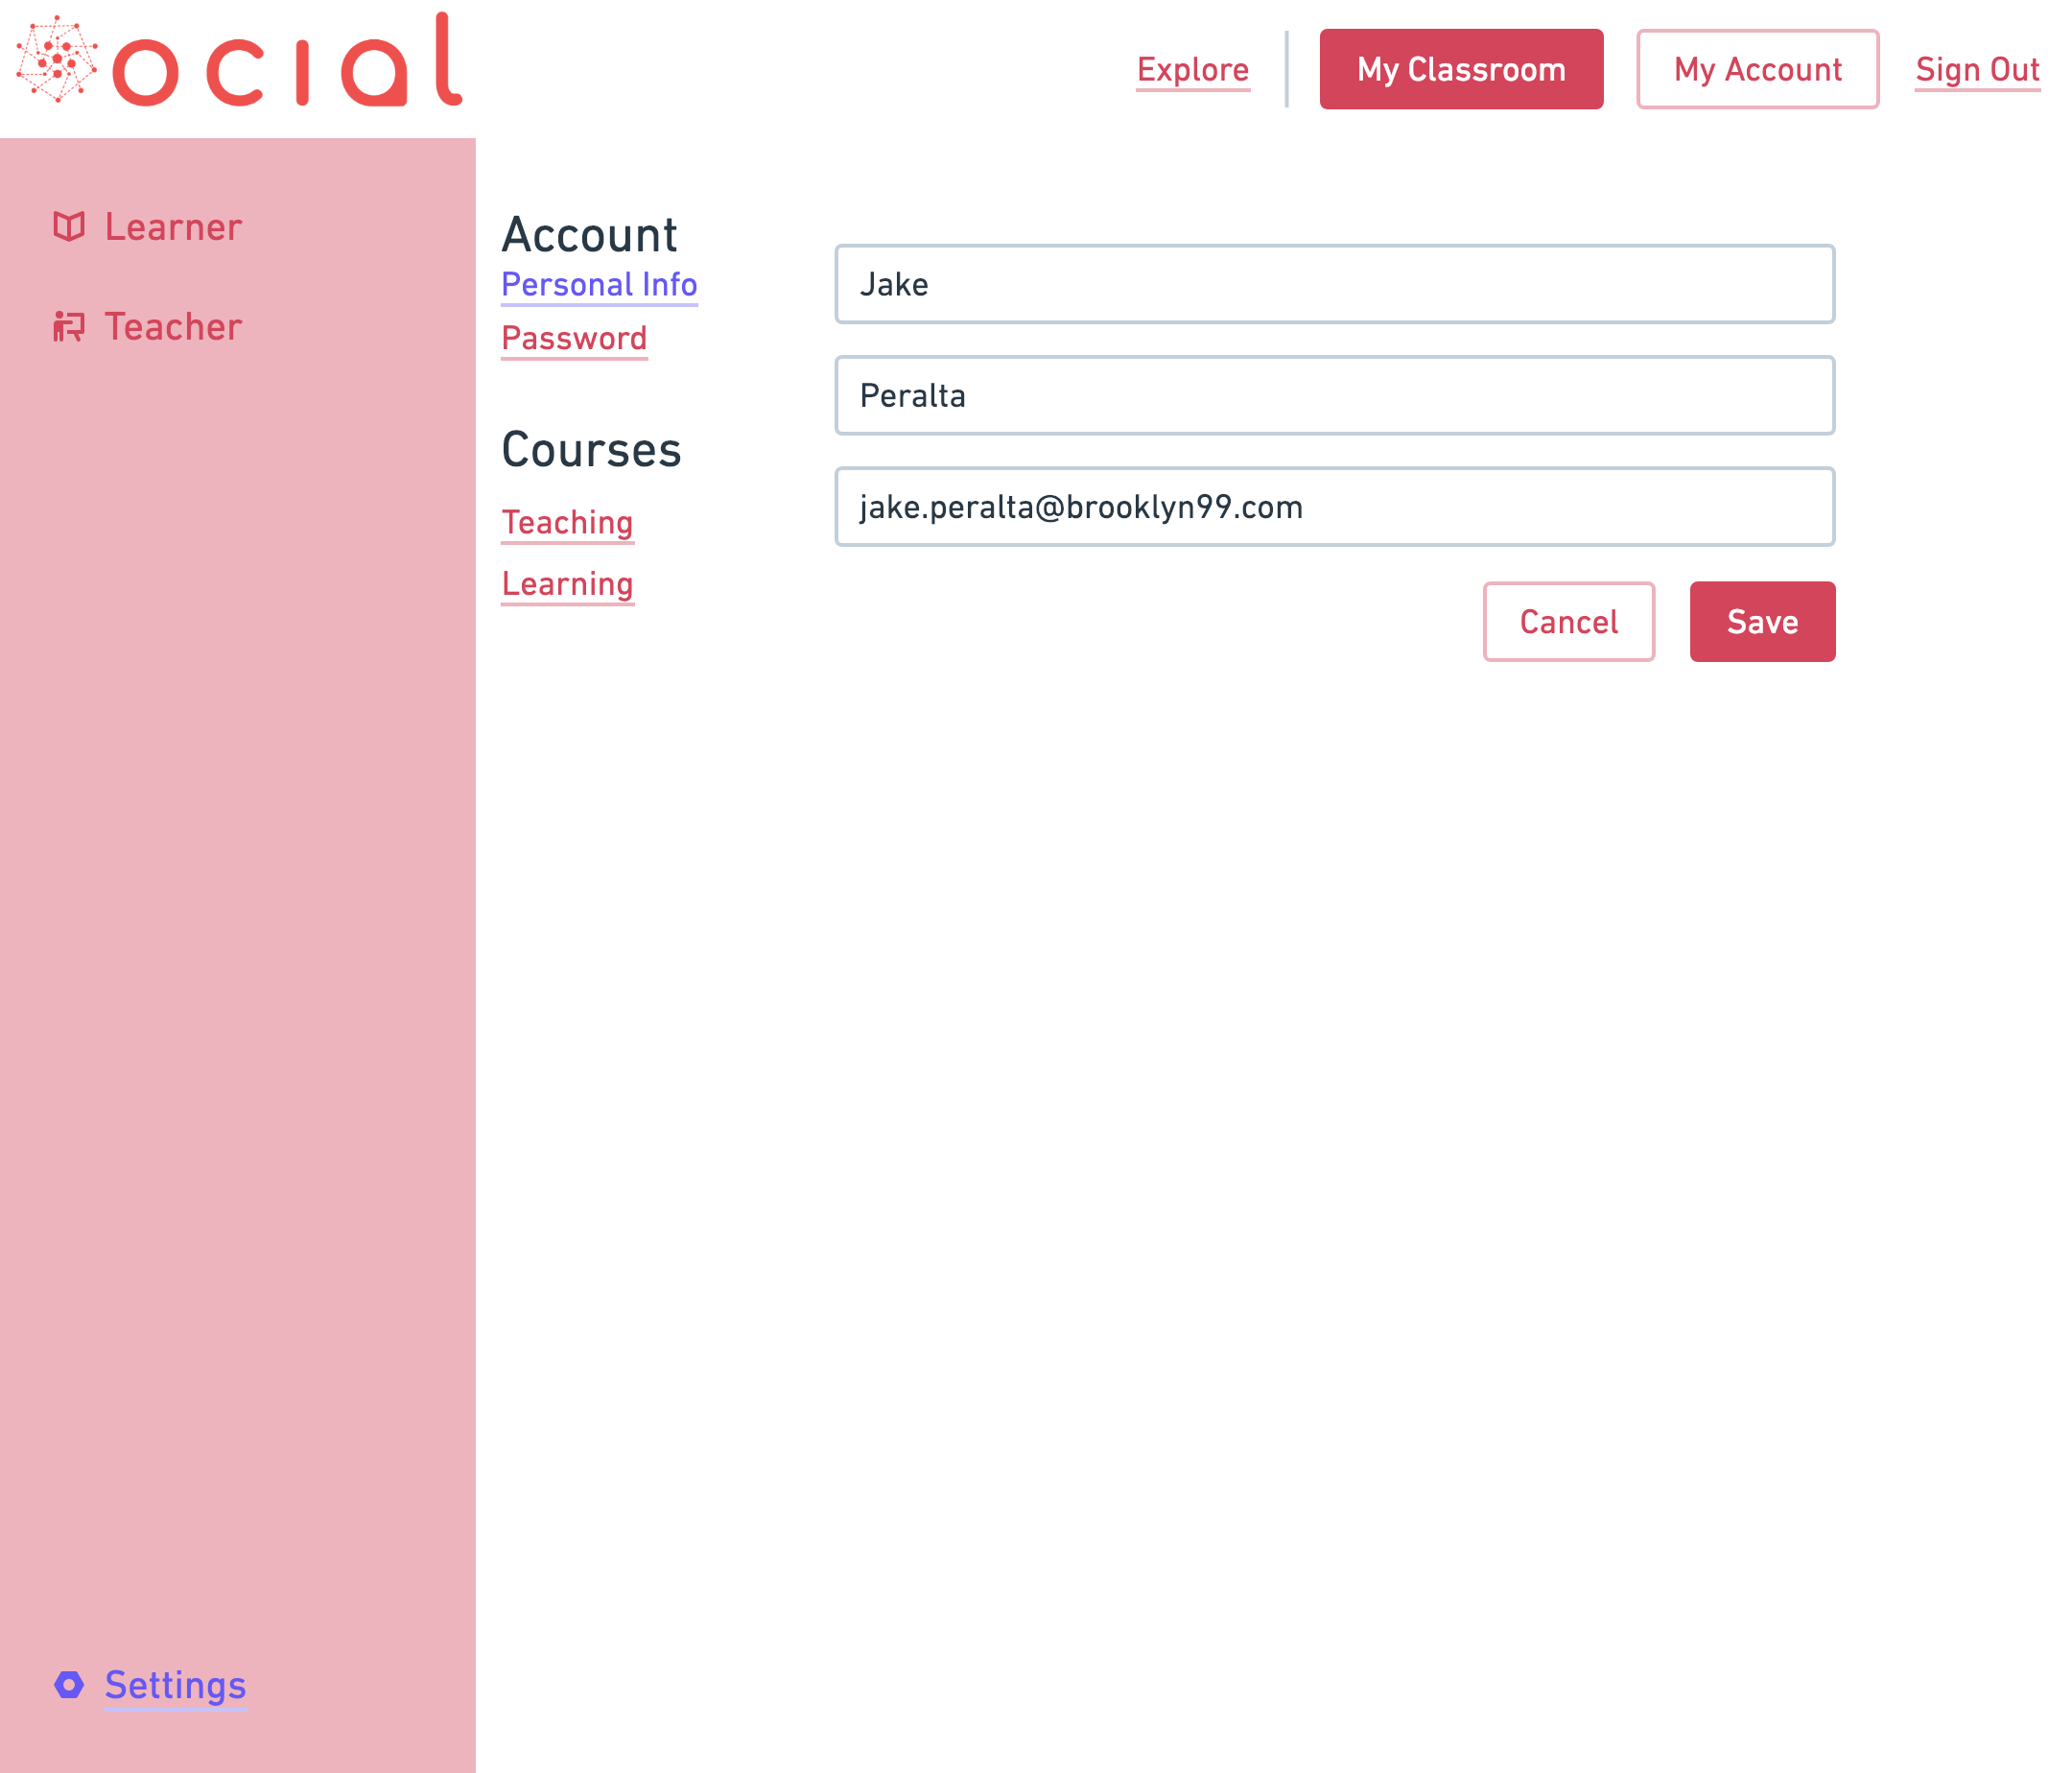 ocial
Explore
My Classroom
My Account
Sign Out
Learner
Teacher
Settings
Account
Personal Info
Password
Courses
Teaching
Learning
Jake
Peralta
jake.peralta@brooklyn99.com
Cancel
Save